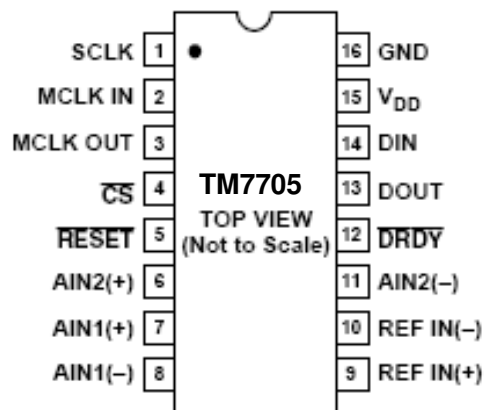 SCLK 1 16 GND
MCLK IN 2 15 VDD
MCLK OUT 3 14 DIN
CS 4 TM7705 13 DOUT
TOP VIEW
RESET 5 (Not to Scale) 12 DRDY
AIN2(+) 6 11 AIN2(–)
AIN1(+) 7 10 REF IN(–)
AIN1(–) 8 9 REF IN(+)